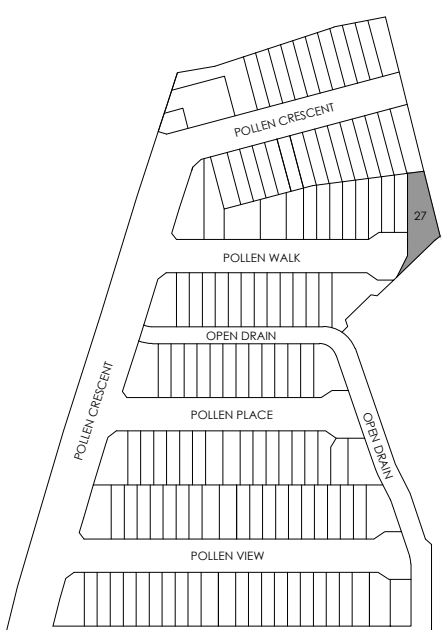 POLLEN CRESCENT
27
POLLEN WALK
OPEN DRAIN
POLLEN CRESCENT
POLLEN PLACE
OPEN DRAIN
POLLEN VIEW